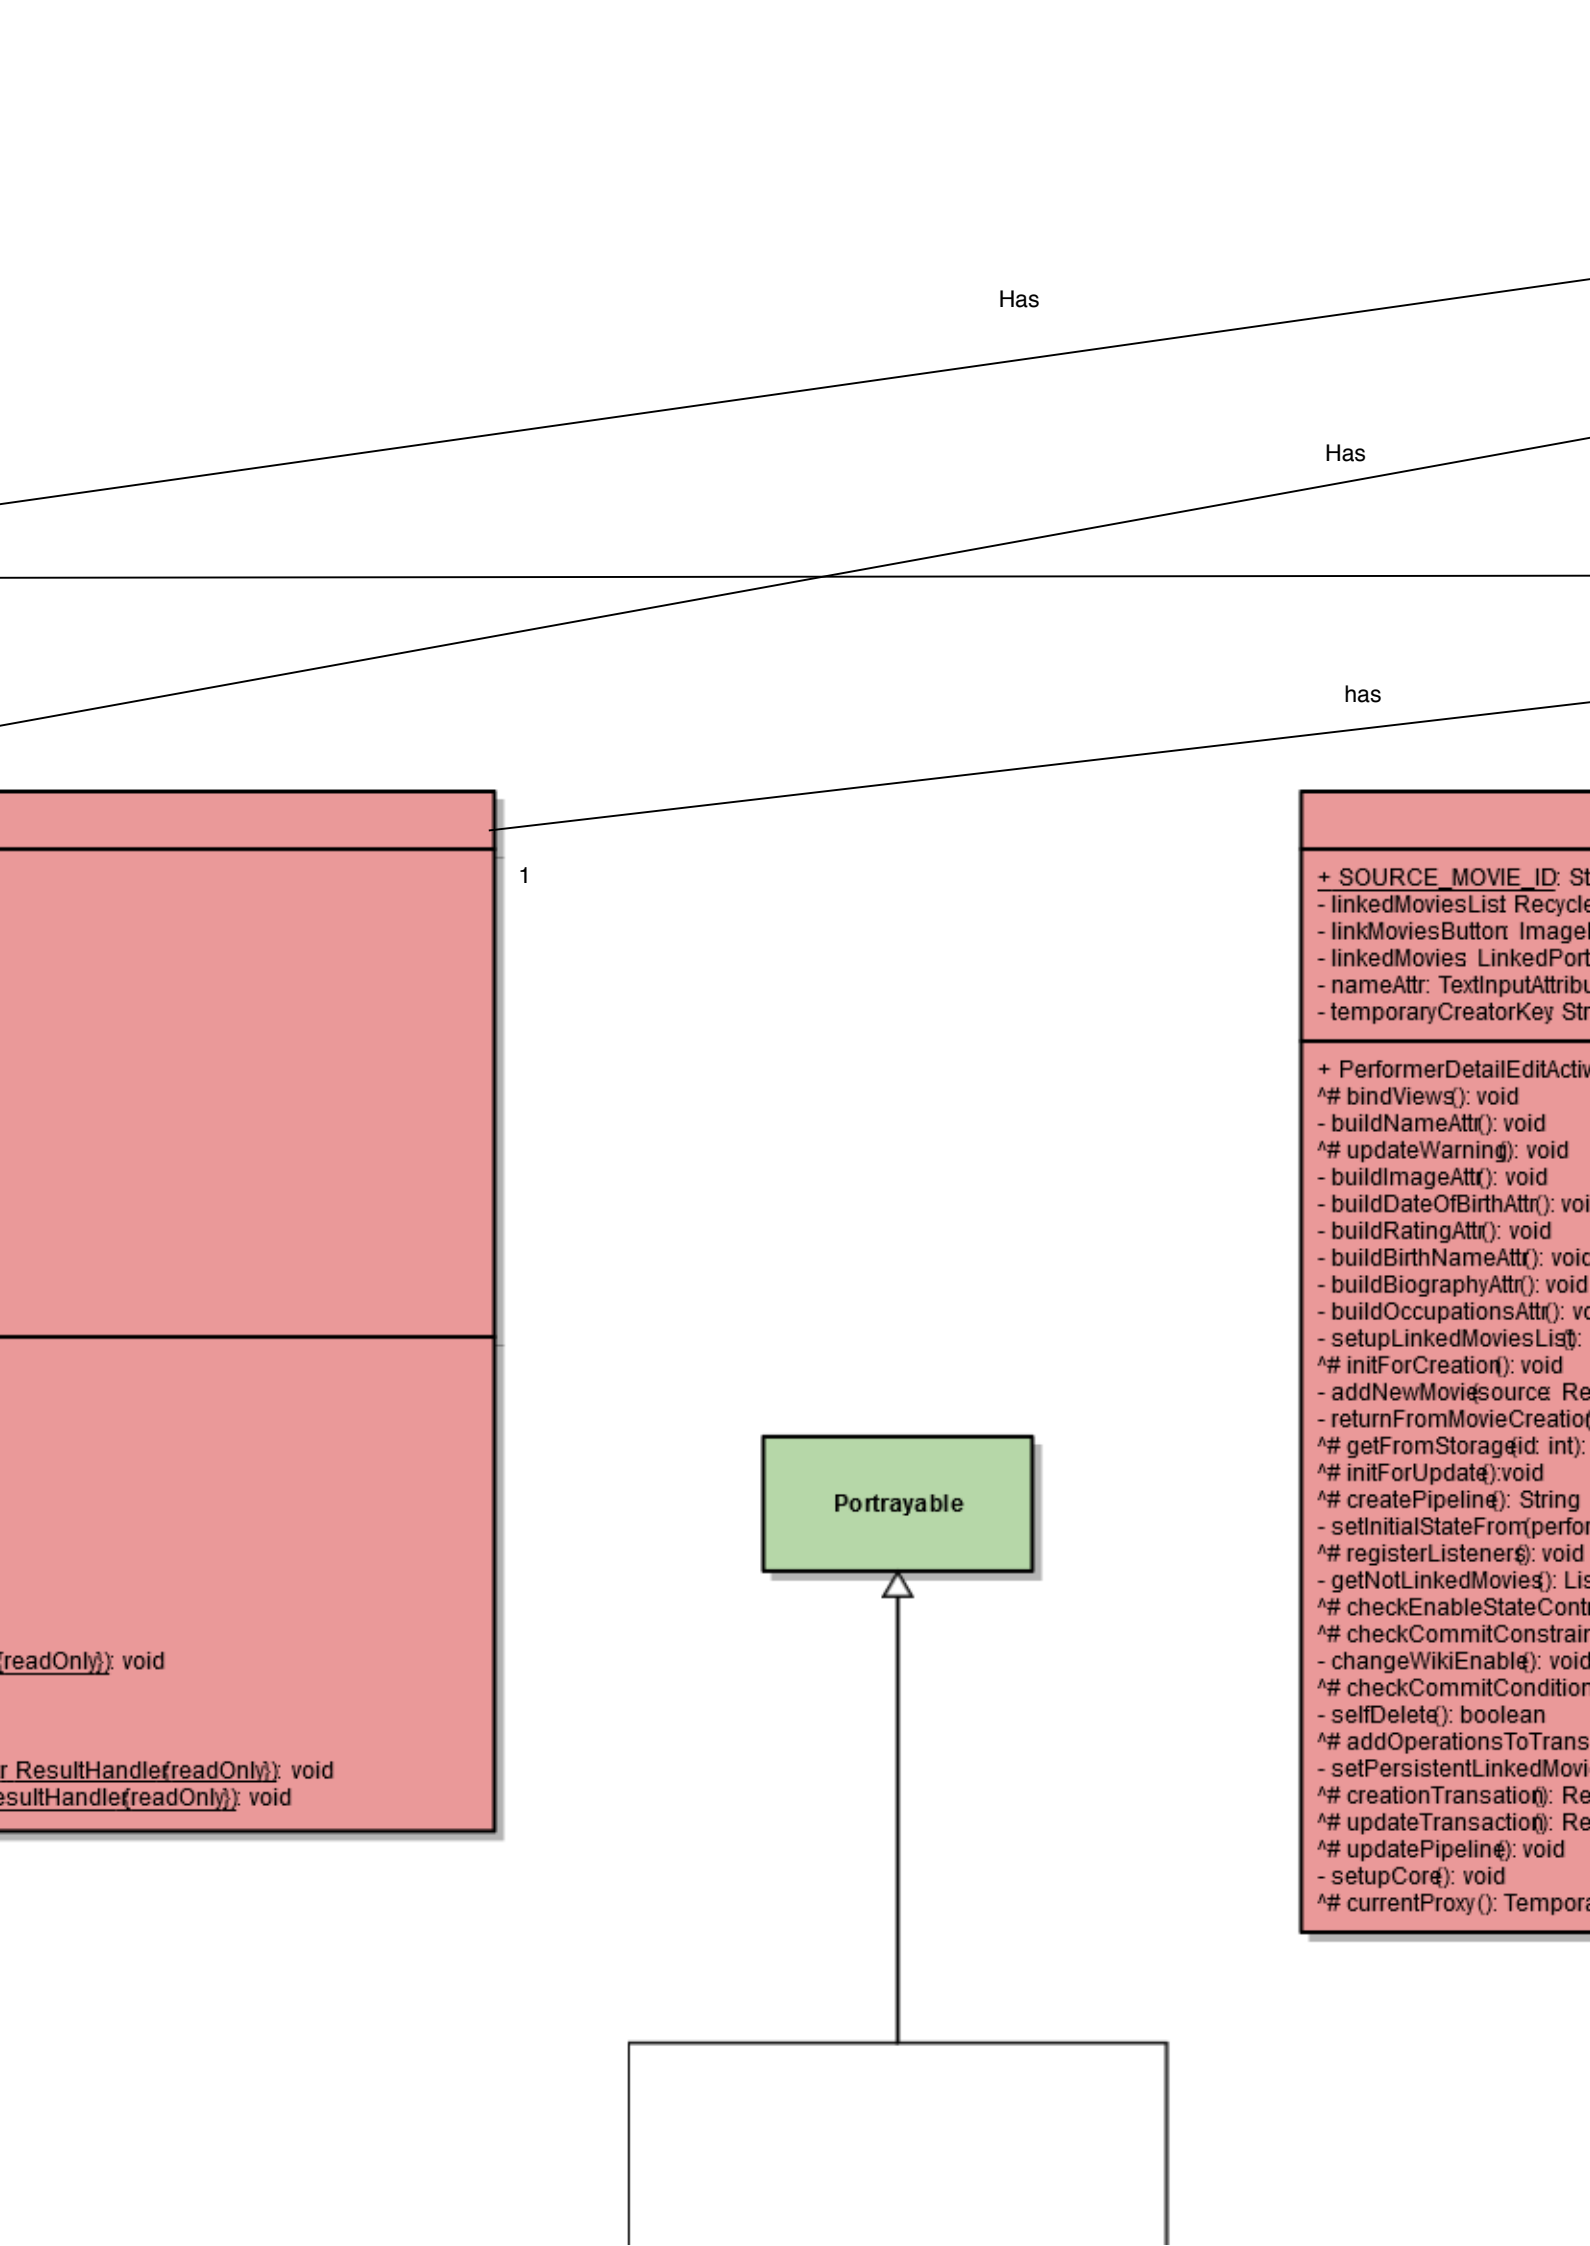 Has
Has
has
1
(readOnly}): void
r ResultHandler{readOnly}): void
esultHandler{readOnly}): void
Portrayable
+ SOURCE_MOVIE_ID: St
- linkedMoviesList: Recycle
- linkMoviesButton: Image
- linkedMovies: LinkedPort
- nameAttr: TextInputAttribu
- temporaryCreatorKey: Str
+ PerformerDetailEditActiv
^# bindViews(): void
- buildNameAttr(): void
^# updateWarning(): void
- buildImageAttr(): void
- buildDateOfBirthAttr(): voi
- buildRatingAttr(): void
- buildBirthNameAttr(): void
- buildBiographyAttr(): void
- buildOccupationsAttr(): vo
- setupLinkedMoviesList():
^# initForCreation(): void
- addNewMovie(source: Re
- returnFromMovieCreation(
^# getFromStorage(id: int):
^# initForUpdate():void
^# createPipeline(): String
- setInitialStateFrom(perfor
^# registerListeners(): void
- getNotLinkedMovies(): Lis
^# checkEnableStateContr
^# checkCommitConstrain
- changeWikiEnable(): void
^# checkCommitCondition
- selfDelete(): boolean
^# addOperationsToTrans
- setPersistentLinkedMovi
^# creationTransation(): Re
^# updateTransaction(): Re
^# updatePipeline(): void
- setupCore(): void
^# currentProxy(): Tempora